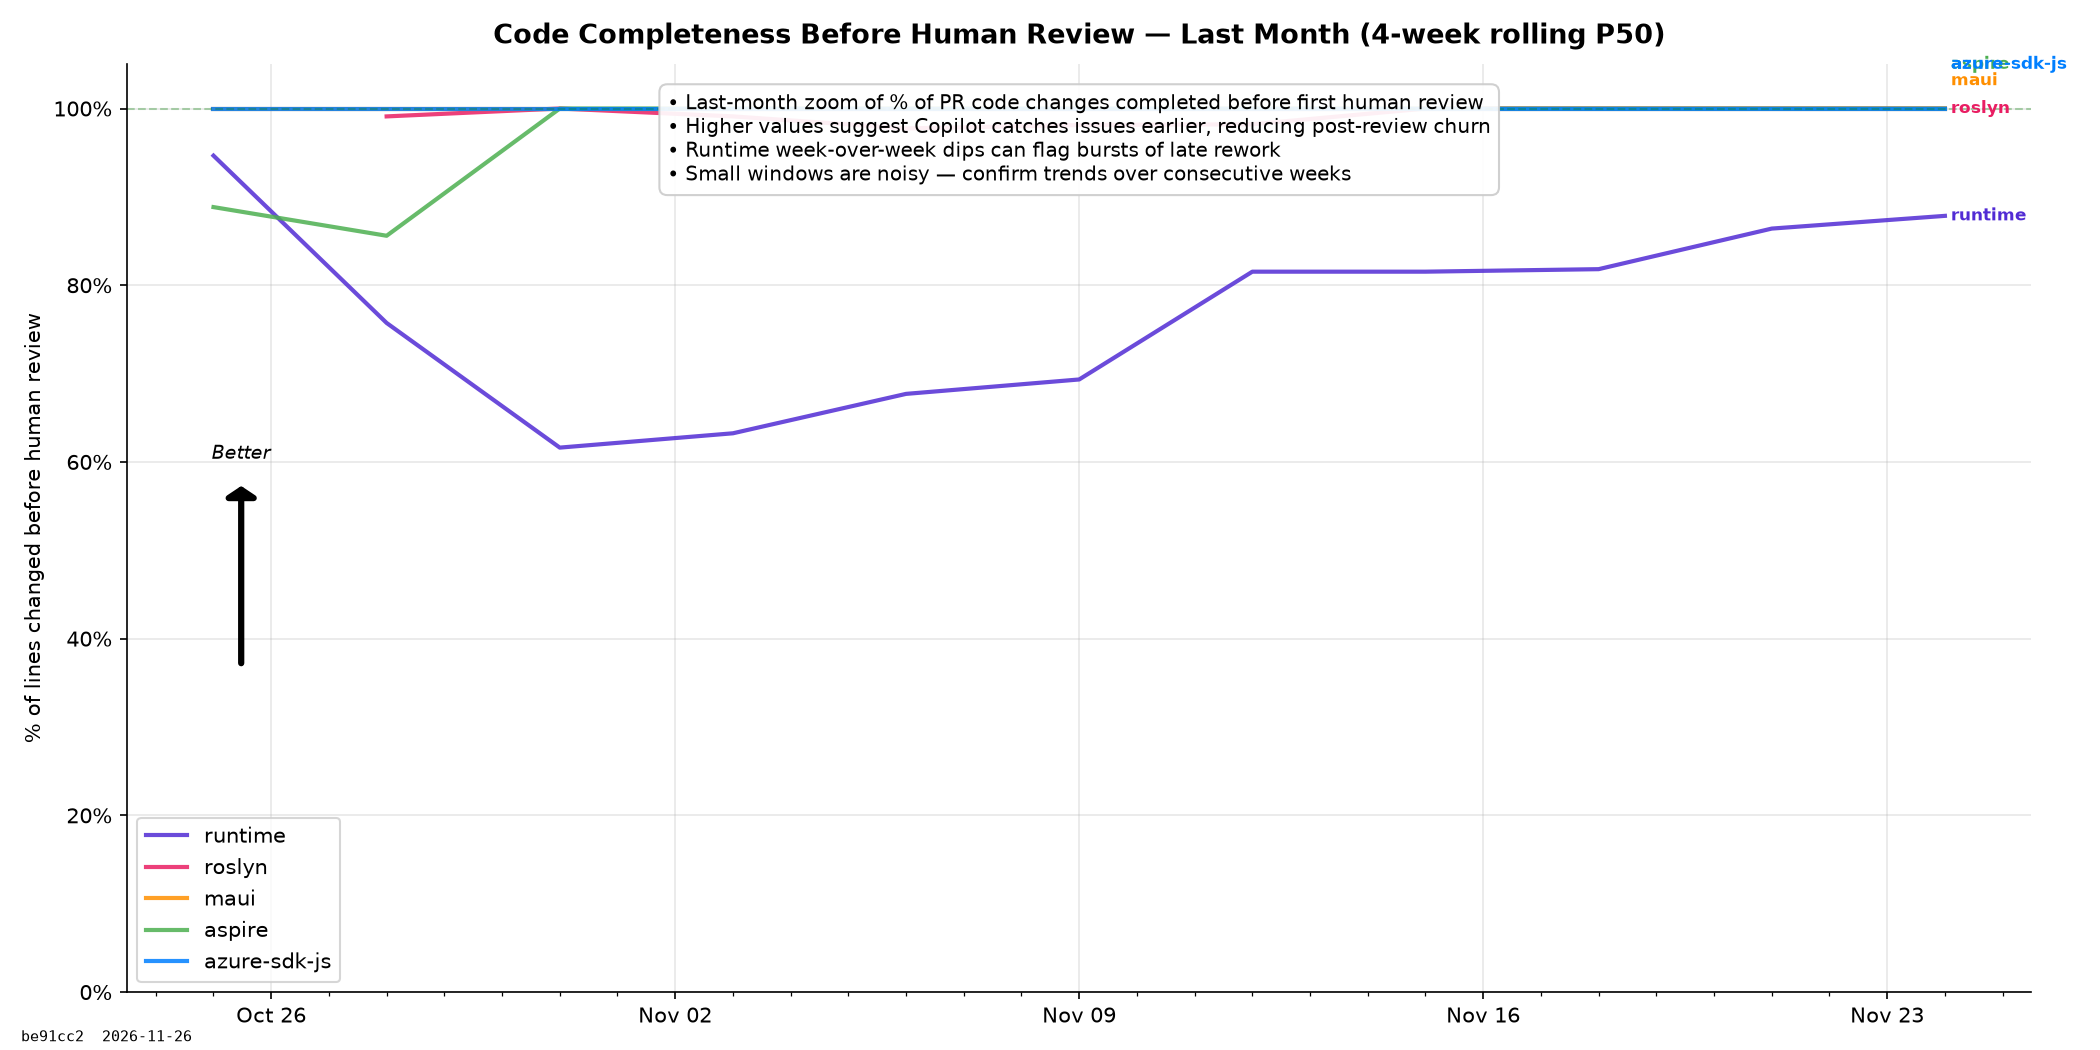 Code Completeness Before Human Review — Last Month (4-week rolling P50)
azure-sdk-js
aspire
maui
roslyn
runtime
• Last-month zoom of % of PR code changes completed before first human review
• Higher values suggest Copilot catches issues earlier, reducing post-review churn
• Runtime week-over-week dips can flag bursts of late rework
• Small windows are noisy — confirm trends over consecutive weeks
% of lines changed before human review
100%
80%
60%
40%
20%
0%
Better
runtime
roslyn
maui
aspire
azure-sdk-js
Oct 26
Nov 02
Nov 09
Nov 16
Nov 23
be91cc2 2026-11-26